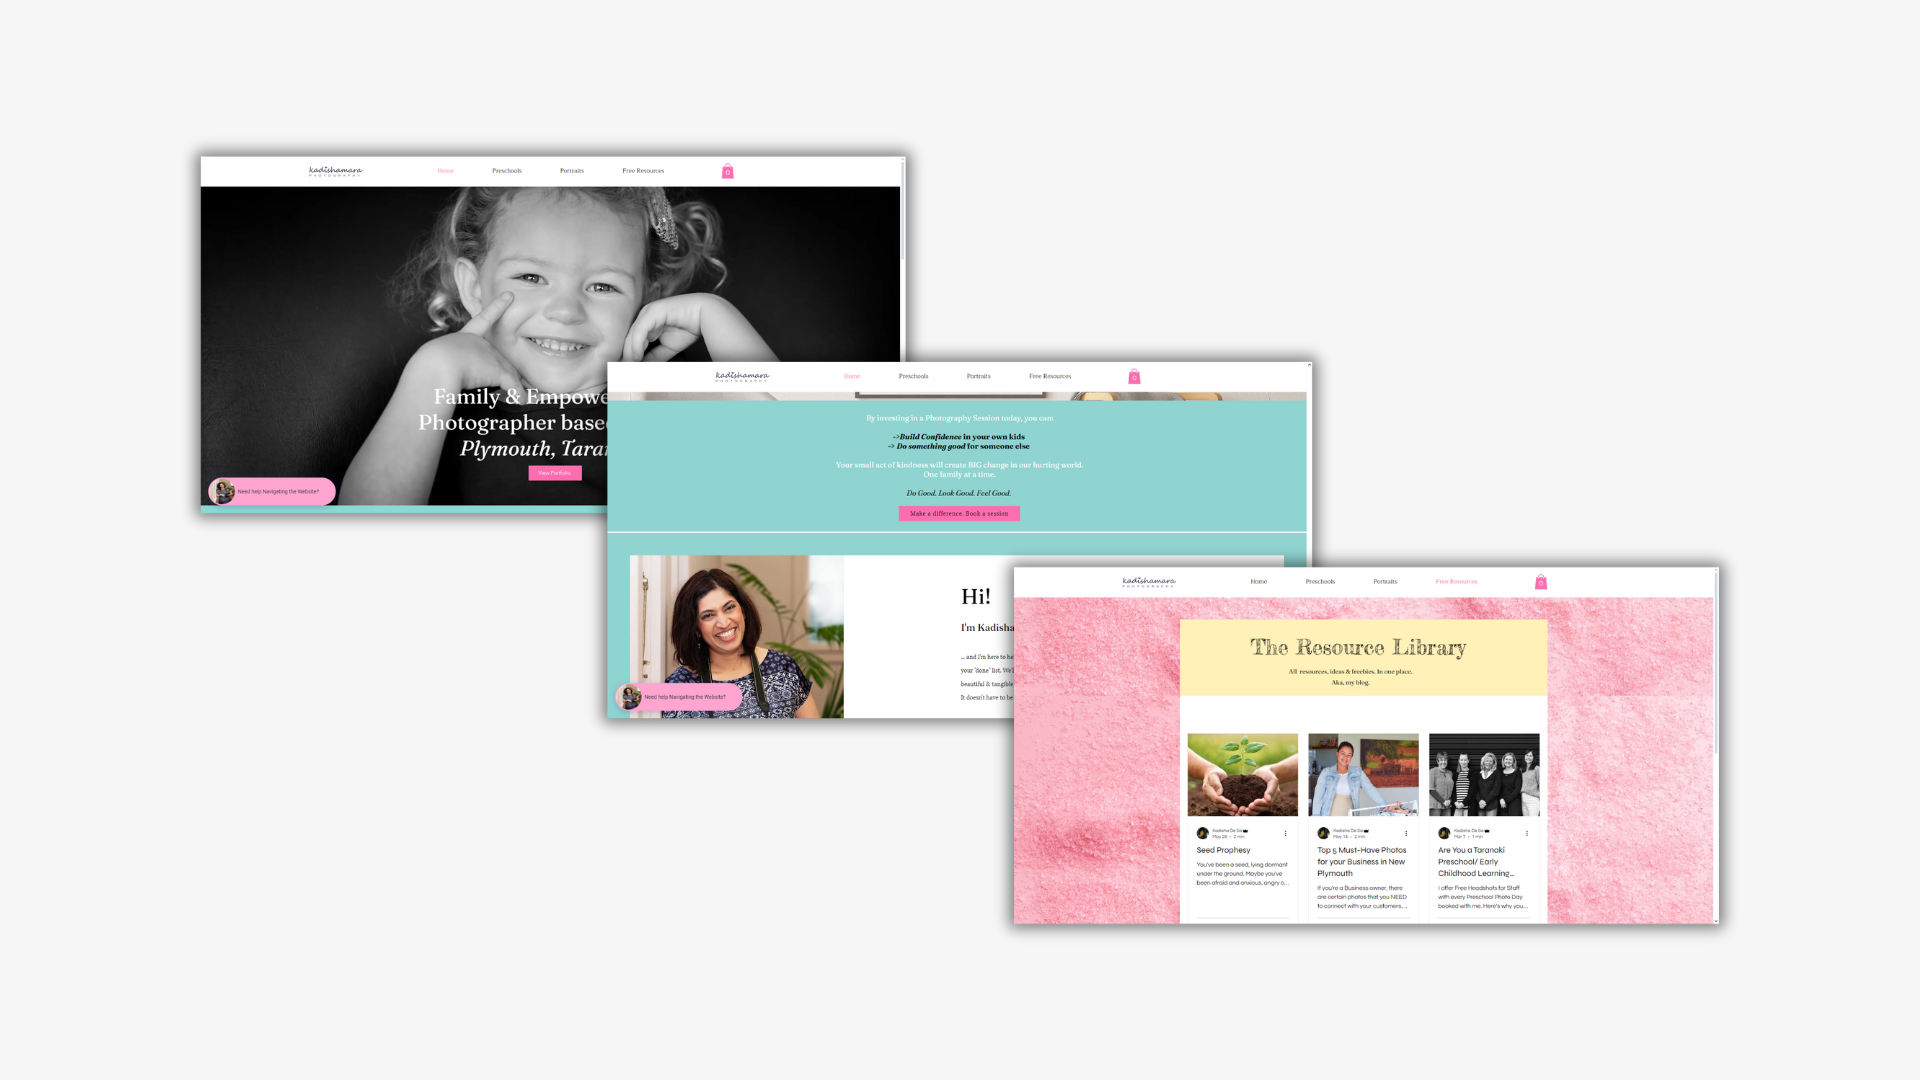 kadishamara
PHOTOGRAPHY
Home
Preschools
Portraits
Free Resources
0
Family & Empowe
Photographer base
Plymouth, Tara
View Portfolio
Need help Navigating the Website?
kadishamara
PHOTOGRAPHY
Home
Preschools
Portraits
Free Resources
0
By investing in a Photography Session today, you can:
->Build Confidence in your own kids
-> Do something good for someone else
Your small act of kindness will create BIG change in our hurting world.
One family at a time.
Do Good. Look Good. Feel Good.
Make a difference. Book a session
Hi!
I'm Kadisha
... and I'm here to he
your 'done' list. We'l
beautiful & tangible
It doesn't have to be
Need help Navigating the Website?
kadishamara
PHOTOGRAPHY
Home
Preschools
Portraits
Free Resources
0
The Resource Library
All resources, ideas & freebies. In one place.
Aka, my blog.
Kadisha De Sa
May 28 · 2 min
Seed Prophesy
You've been a seed, lying dormant
under the ground. Maybe you've
been afraid and anxious, angry o...
Kadisha De Sa
May 16 · 2 min
Top 5 Must-Have Photos
for your Business in New
Plymouth
If you're a Business owner, there
are certain photos that you NEED
to connect with your customers....
Kadisha De Sa
Mar 7 · 1 min
Are You a Taranaki
Preschool/ Early
Childhood Learning...
I offer Free Headshots for Staff
with every Preschool Photo Day
booked with me. Here's why you...